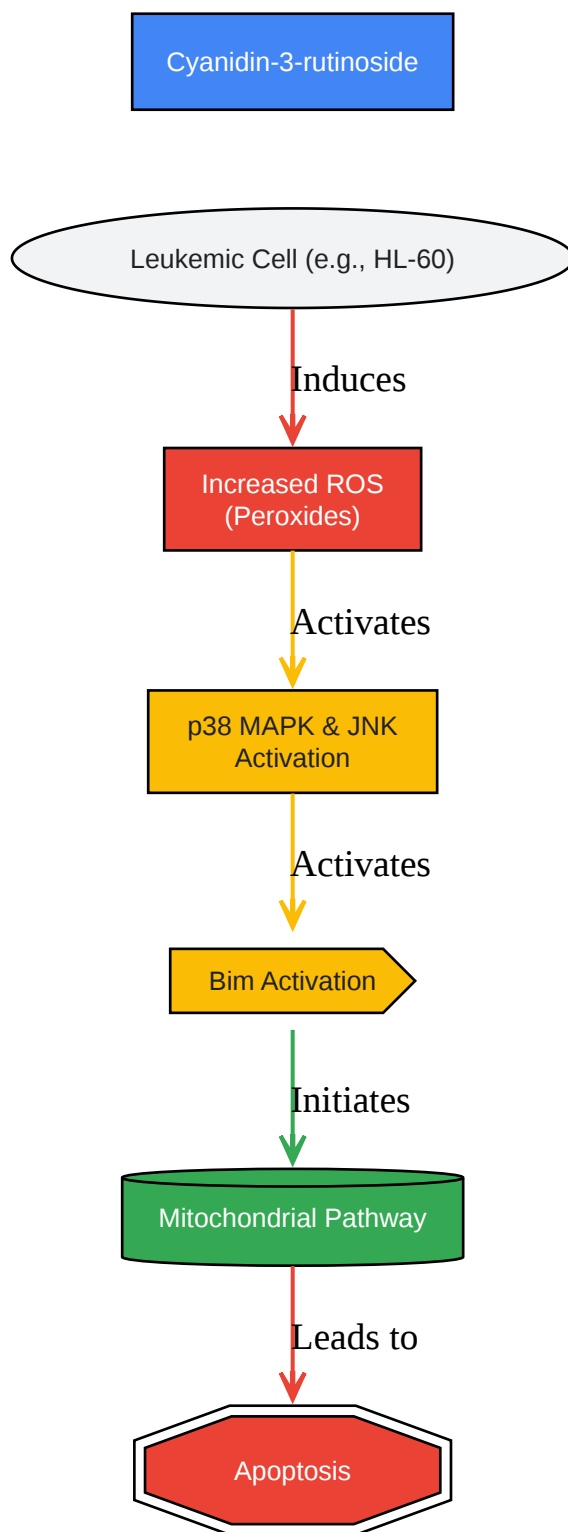 Cyanidin-3-rutinoside
Leukemic Cell (e.g., HL-60)
Induces
Increased ROS
(Peroxides)
Activates
p38 MAPK & JNK
Activation
Activates
Bim Activation
Initiates
Mitochondrial Pathway
Leads to
Apoptosis